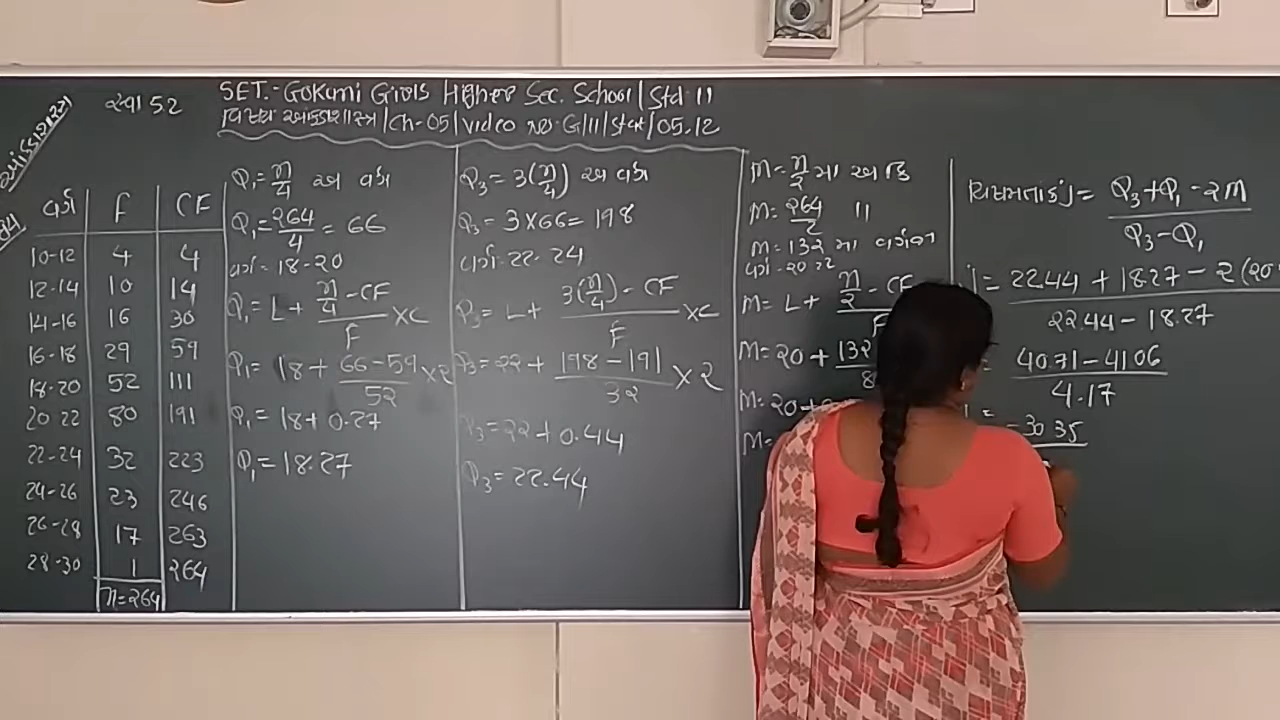 SET.- Gokumi Girls Higher Sec. School / Std 11
વિષય આંકડાશાસ્ત્ર / Ch-05 / Video No G/11/Stat/05.12
આંકડાશાસ્ત્ર
સ્વા 52
વર્ગ F CF
10-12 4 4
12-14 10 14
14-16 16 30
16-18 29 59
18-20 52 111
20 22 80 191
22-24 32 223
24-26 23 246
26-28 17 263
28-30 1 264
n=264
Q₁ = n/4 અ વર્ગ
Q₁ = 264/4 = 66
વર્ગ = 18-20
Q₁ = L + (n/4 - CF)/F × C
Q₁ = 18 + (66-59)/52 × 2
Q₁ = 18 + 0.27
Q₁ = 18.27
Q₃ = 3(n/4) અ વર્ગ
Q₃ = 3 × 66 = 198
વર્ગ 22-24
Q₃ = L + (3(n/4) - CF)/F × C
Q₃ = 22 + (198 - 191)/32 × 2
Q₃ = 22 + 0.44
Q₃ = 22.44
M = n/2 મા અ
M = 264/2 11
M = 132 મા
વર્ગ 20 22
M = L + (n/2 - CF)/F
M = 20 + 132
M = 20 +
M =
વિષમતાંક j = (Q₃ + Q₁ - 2M)/(Q₃ - Q₁)
j = (22.44 + 18.27 - 2(20
22.44 - 18.27
= (40.71 - 41.06)/4.17
= -30 35